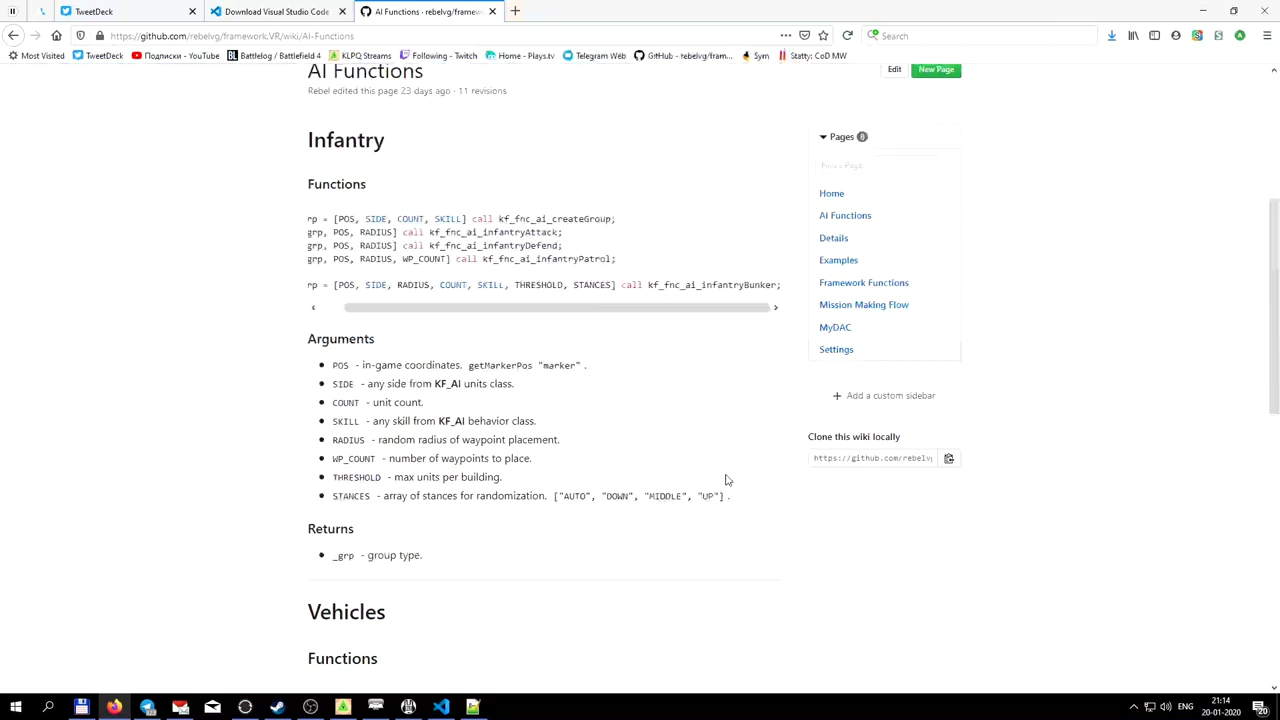 TweetDeck
Download Visual Studio Code
AI Functions · rebelvg/framew
https://github.com/rebelvg/framework.VR/wiki/AI-Functions
Search
Most Visited
TweetDeck
Подписки - YouTube
Battlelog / Battlefield 4
KLPQ Streams
Following - Twitch
Home - Plays.tv
Telegram Web
GitHub - rebelvg/fram...
Sym
Statty: CoD MW
AI Functions
Edit
New Page
Rebel edited this page 23 days ago · 11 revisions
Infantry
Functions
rp = [POS, SIDE, COUNT, SKILL] call kf_fnc_ai_createGroup;
grp, POS, RADIUS] call kf_fnc_ai_infantryAttack;
grp, POS, RADIUS] call kf_fnc_ai_infantryDefend;
grp, POS, RADIUS, WP_COUNT] call kf_fnc_ai_infantryPatrol;
rp = [POS, SIDE, RADIUS, COUNT, SKILL, THRESHOLD, STANCES] call kf_fnc_ai_infantryBunker;
Arguments
POS - in-game coordinates. getMarkerPos "marker" .
SIDE - any side from KF_AI units class.
COUNT - unit count.
SKILL - any skill from KF_AI behavior class.
RADIUS - random radius of waypoint placement.
WP_COUNT - number of waypoints to place.
THRESHOLD - max units per building.
STANCES - array of stances for randomization. ["AUTO", "DOWN", "MIDDLE", "UP"] .
Returns
_grp - group type.
Vehicles
Functions
Pages 8
Home
AI Functions
Details
Examples
Framework Functions
Mission Making Flow
MyDAC
Settings
Add a custom sidebar
Clone this wiki locally
https://github.com/rebelv
ENG
21:14
20-01-2020
20